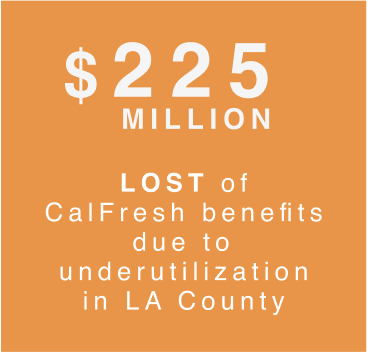 $225
MILLION
LOST of
CalFresh benefits
due to
underutilization
in LA County